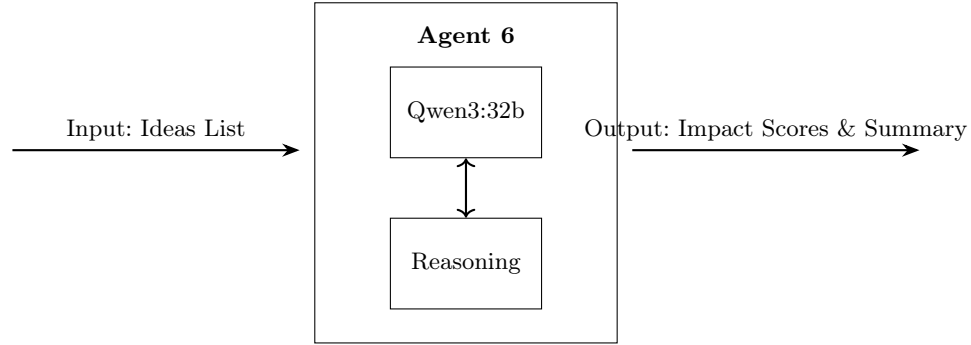 Agent 6
Qwen3:32b
Input: Ideas List
Output: Impact Scores & Summary
Reasoning